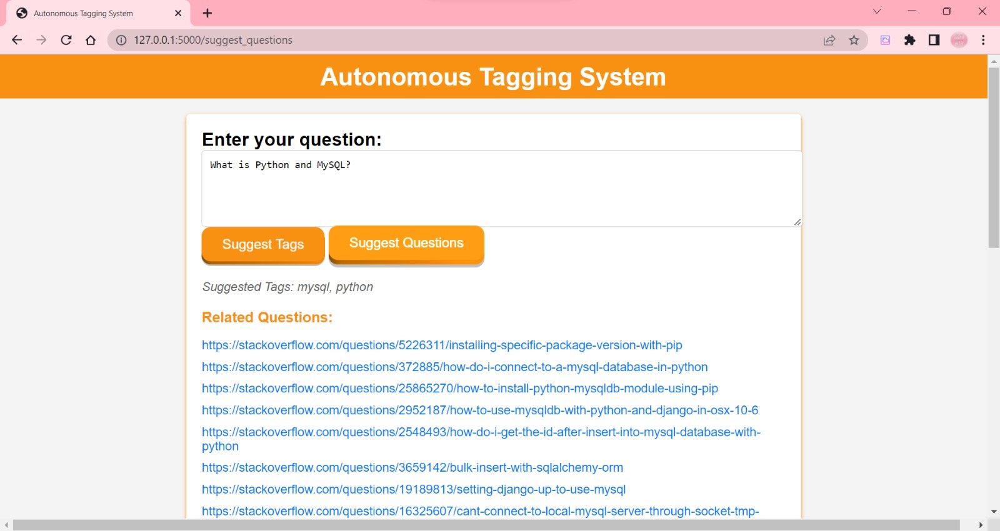 Autonomous Tagging System
127.0.0.1:5000/suggest_questions
Autonomous Tagging System
Enter your question:
What is Python and MySQL?
Suggest Tags Suggest Questions
Suggested Tags: mysql, python
Related Questions:
https://stackoverflow.com/questions/5226311/installing-specific-package-version-with-pip
https://stackoverflow.com/questions/372885/how-do-i-connect-to-a-mysql-database-in-python
https://stackoverflow.com/questions/25865270/how-to-install-python-mysqldb-module-using-pip
https://stackoverflow.com/questions/2952187/how-to-use-mysqldb-with-python-and-django-in-osx-10-6
https://stackoverflow.com/questions/2548493/how-do-i-get-the-id-after-insert-into-mysql-database-with-
python
https://stackoverflow.com/questions/3659142/bulk-insert-with-sqlalchemy-orm
https://stackoverflow.com/questions/19189813/setting-django-up-to-use-mysql
https://stackoverflow.com/questions/16325607/cant-connect-to-local-mysql-server-through-socket-tmp-